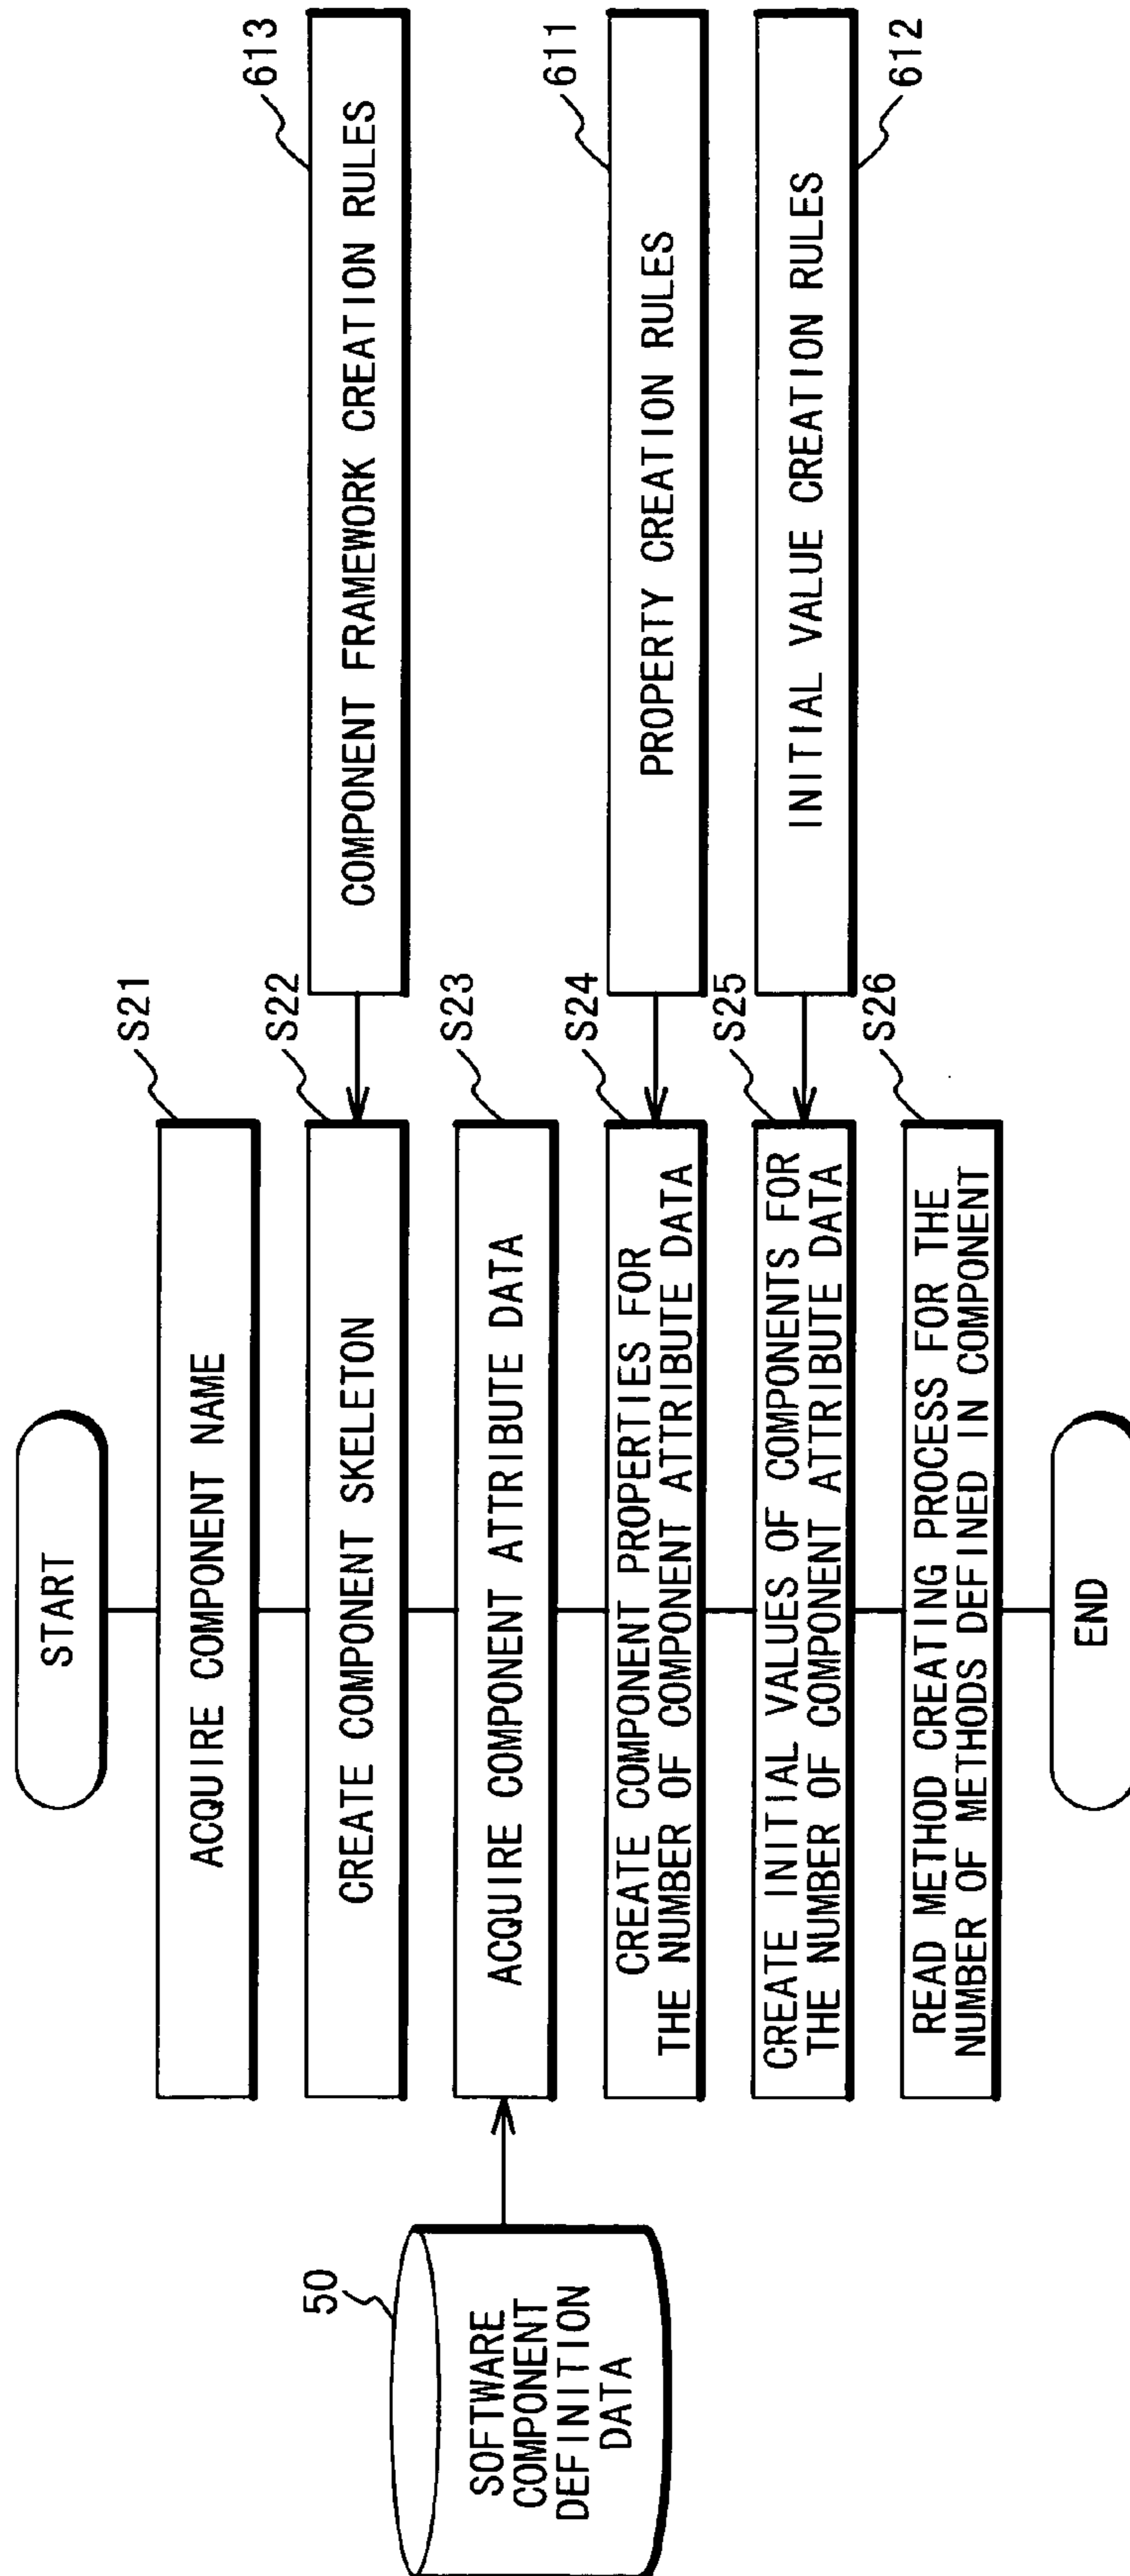 START
S21
ACQUIRE COMPONENT NAME
S22
CREATE COMPONENT SKELETON
613
COMPONENT FRAMEWORK CREATION RULES
50
SOFTWARE
COMPONENT
DEFINITION
DATA
S23
ACQUIRE COMPONENT ATTRIBUTE DATA
S24
CREATE COMPONENT PROPERTIES FOR
THE NUMBER OF COMPONENT ATTRIBUTE DATA
611
PROPERTY CREATION RULES
S25
CREATE INITIAL VALUES OF COMPONENTS FOR
THE NUMBER OF COMPONENT ATTRIBUTE DATA
612
INITIAL VALUE CREATION RULES
S26
READ METHOD CREATING PROCESS FOR THE
NUMBER OF METHODS DEFINED IN COMPONENT
END